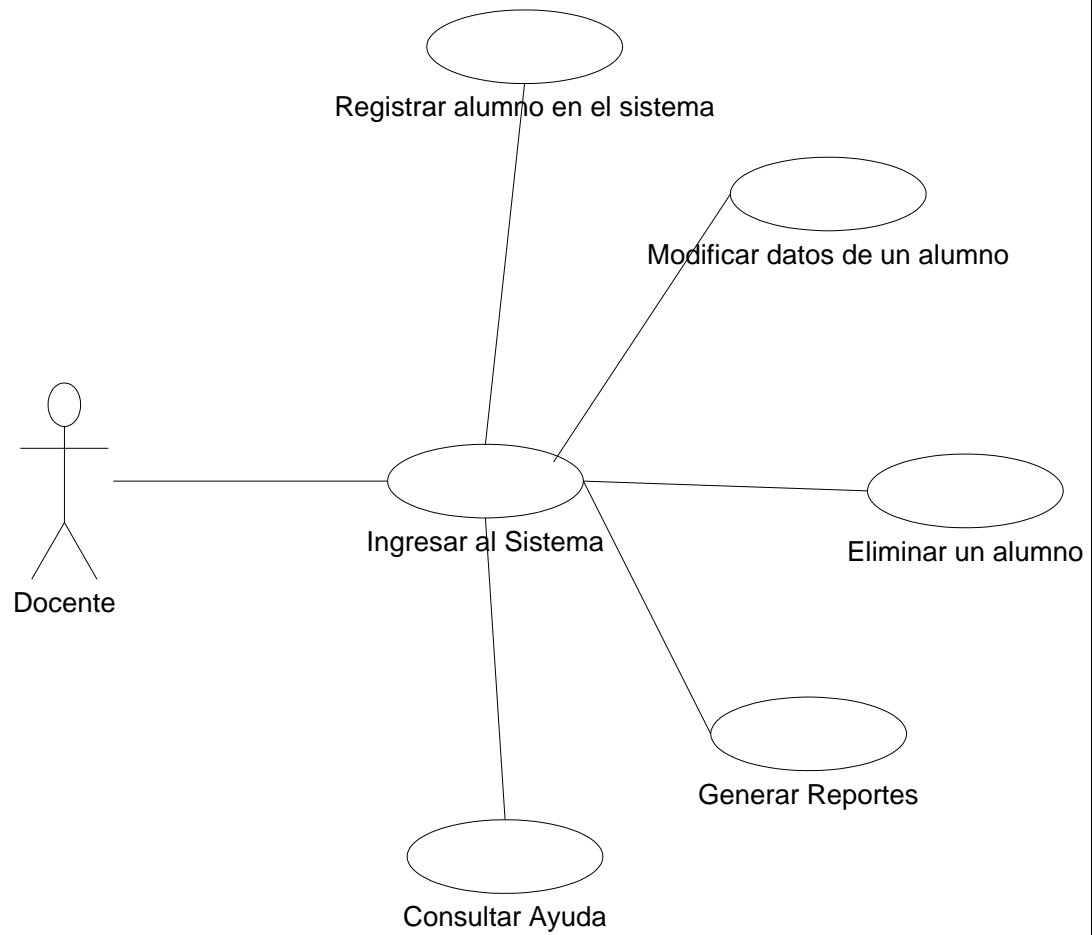 Registrar alumno en el sistema
Modificar datos de un alumno
Ingresar al Sistema
Eliminar un alumno
Docente
Generar Reportes
Consultar Ayuda